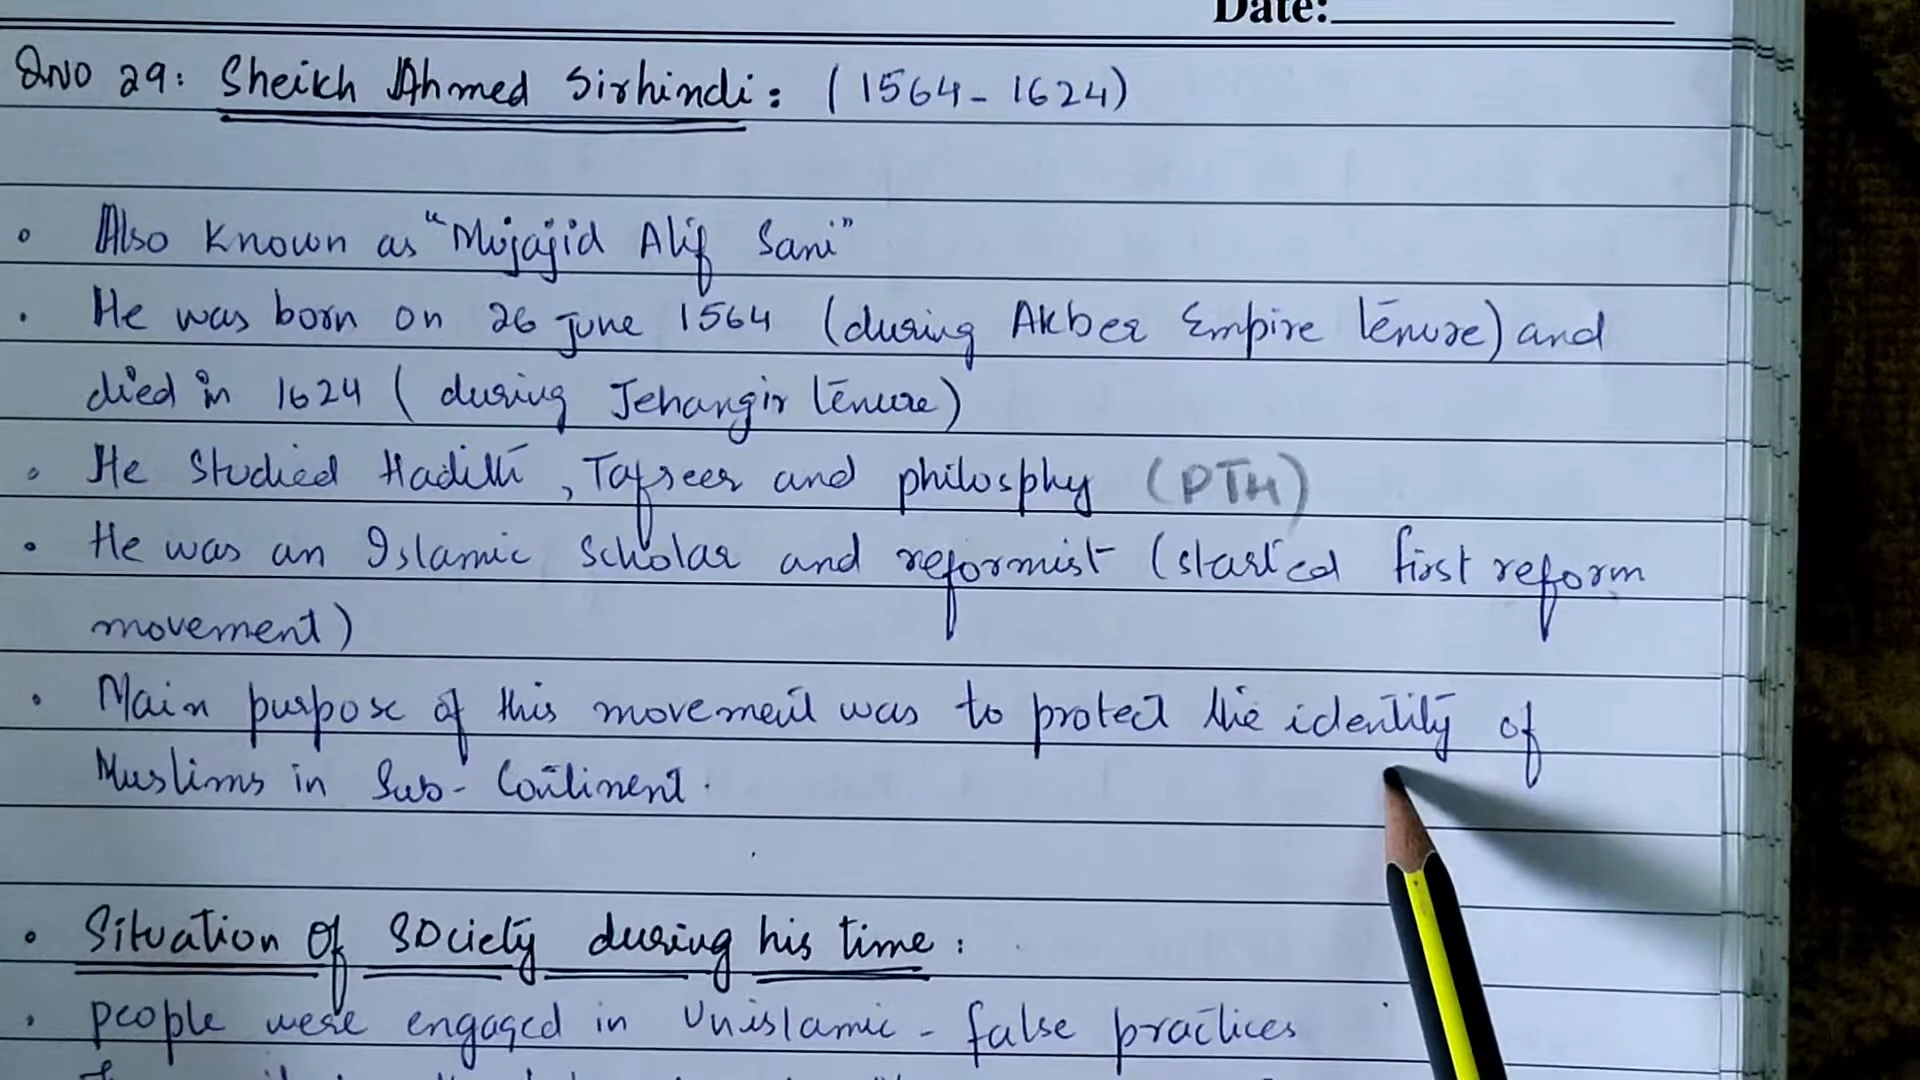 Date:
QNO 29: Sheikh Ahmed Sirhindi: (1564-1624)
• Also Known as "Mujajid Alif Sani"
• He was born on 26 june 1564 (during Akber Empire tenure) and
died in 1624 (during Jehangir tenure)
• He studied Hadith, Tafseer and philosphy (PTH)
• He was an Islamic Scholar and reformist (started first reform
movement)
• Main purpose of this movement was to protect the identity of
Muslims in Sub-Continent.
• Situation Of Society during his time:
• people were engaged in Unislamic - false practices